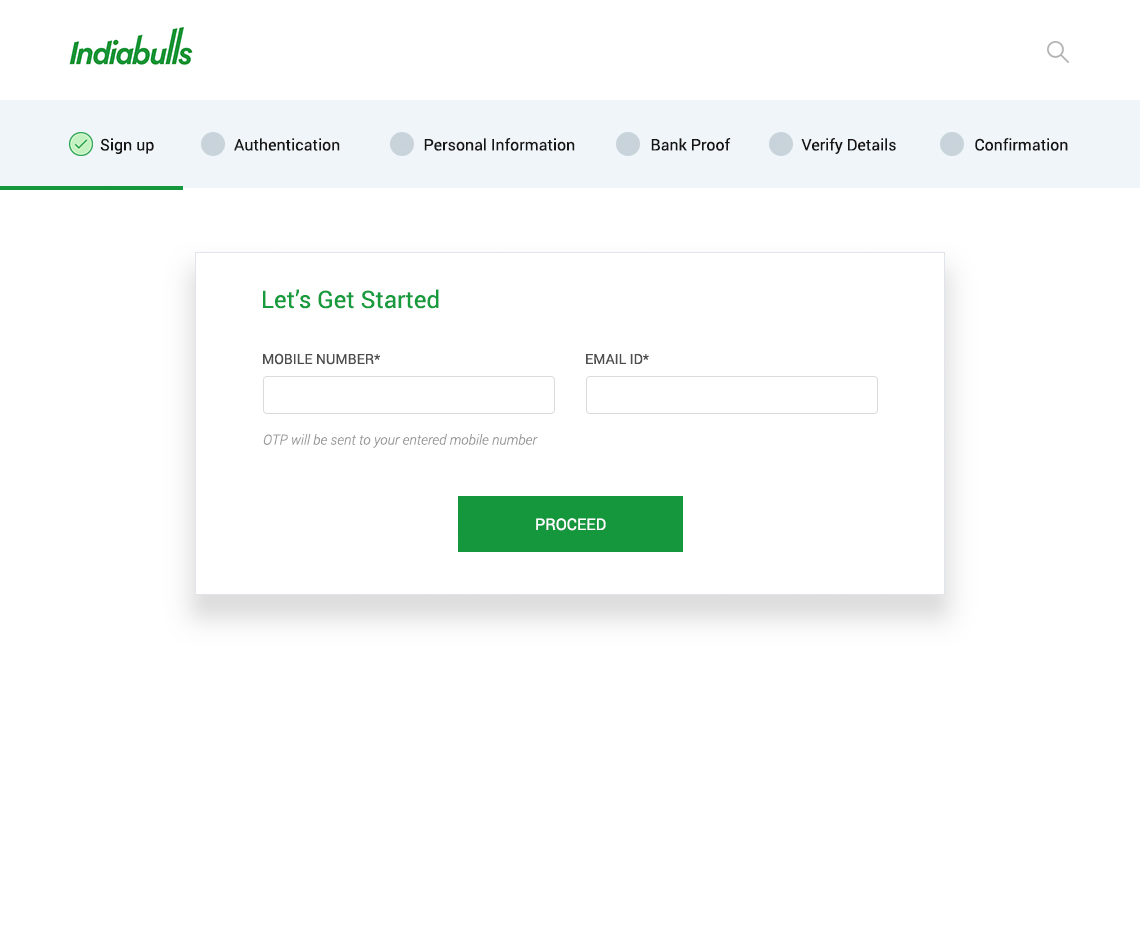 Indiabulls
Sign up Authentication Personal Information Bank Proof Verify Details Confirmation
Let’s Get Started
MOBILE NUMBER* EMAIL ID*
OTP will be sent to your entered mobile number
PROCEED